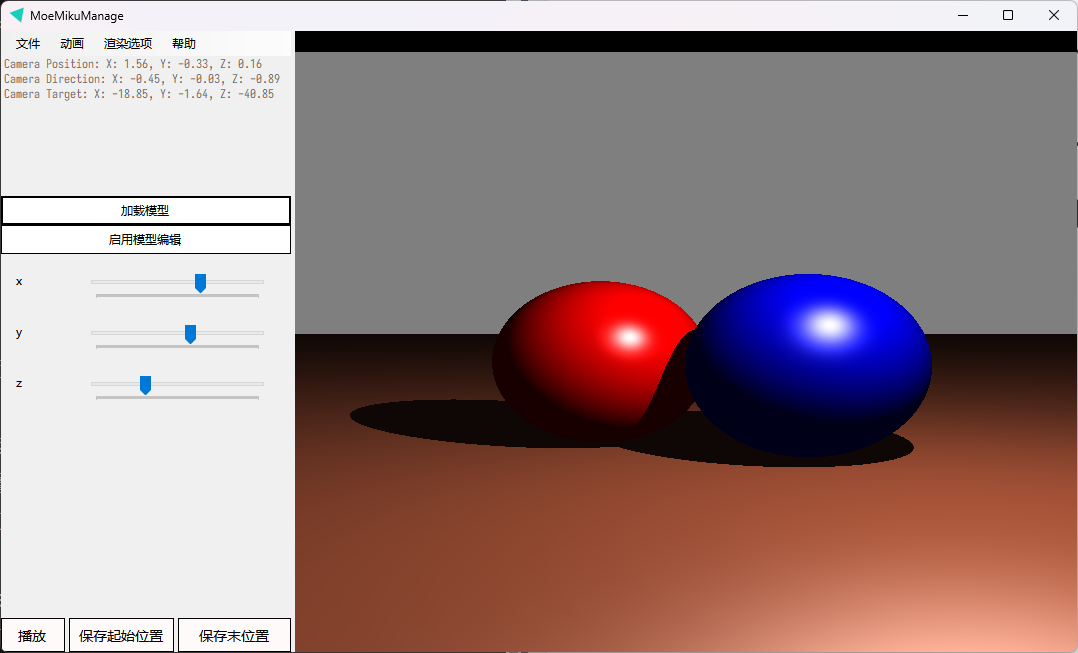 MoeMikuManage
文件 动画 渲染选项 帮助
Camera Position: X: 1.56, Y: -0.33, Z: 0.16
Camera Direction: X: -0.45, Y: -0.03, Z: -0.89
Camera Target: X: -18.85, Y: -1.64, Z: -40.85
加载模型
启用模型编辑
x
y
z
播放 保存起始位置 保存末位置